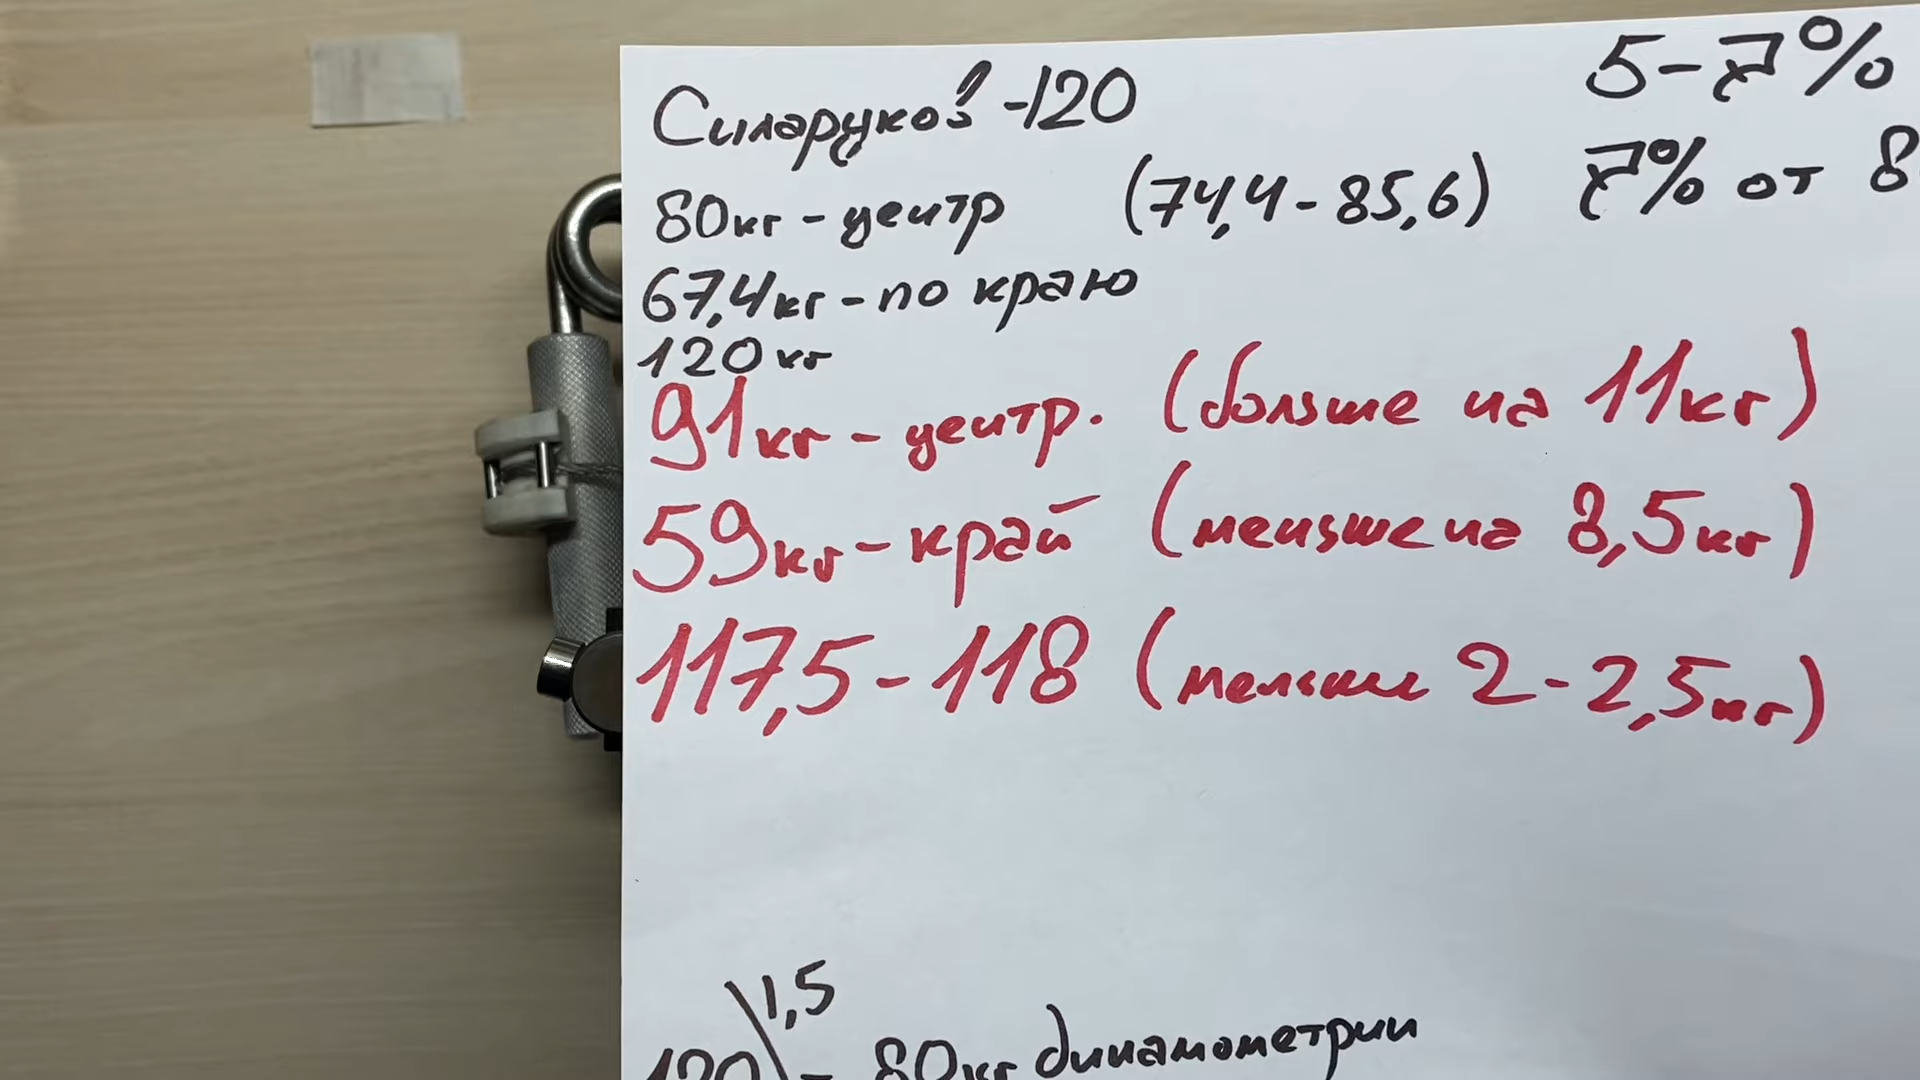 Силаруков -120
5-7%
80кг - центр (74,4 - 85,6) 7% от 8
67,4кг - по краю
120кг
91кг - центр. (больше на 11кг)
59кг - край (меньше на 8,5кг)
117,5 - 118 (меньше 2 - 2,5кг)
120\1,5 = 80кг динамометрии